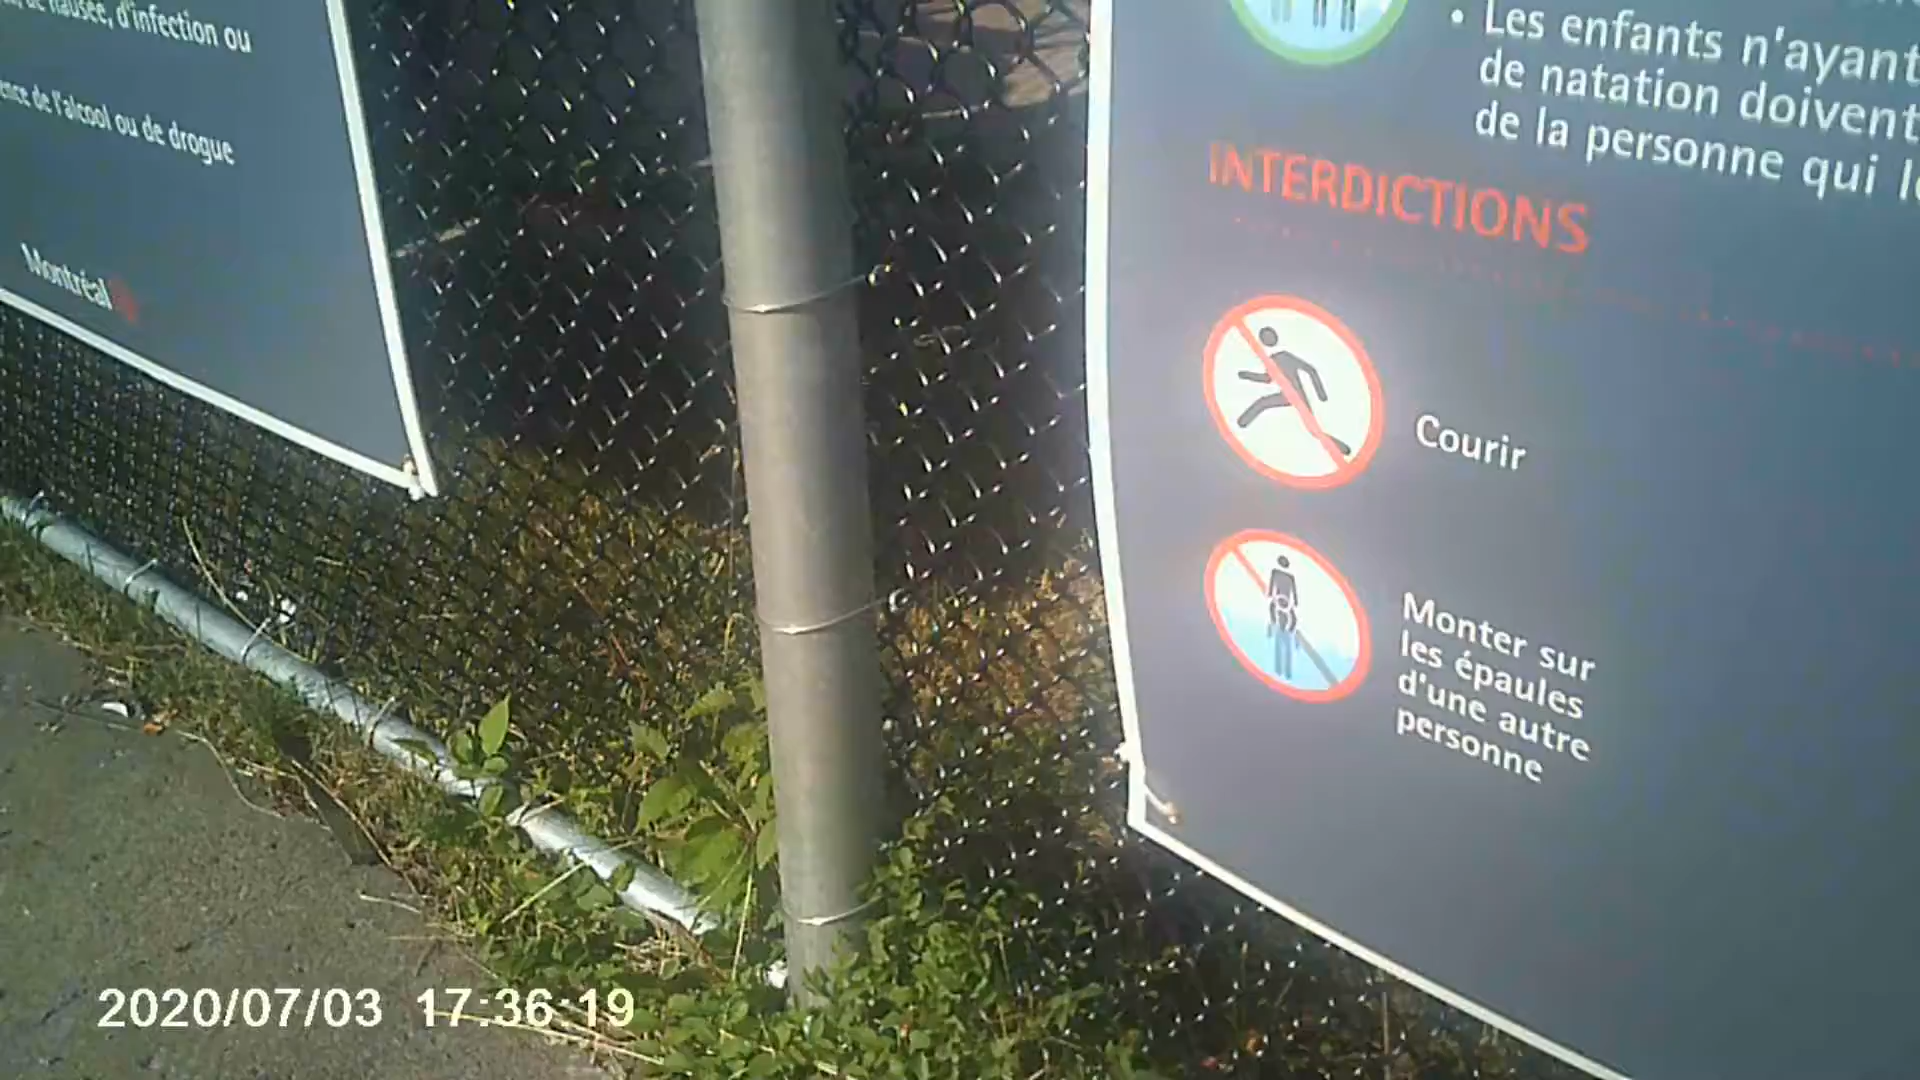 de nausée, d'infection ou
de l'alcool ou de drogue
Montréal
• Les enfants n'ayant
de natation doivent
de la personne qui
INTERDICTIONS
Courir
Monter sur
les épaules
d'une autre
personne
2020/07/03 17:36:19